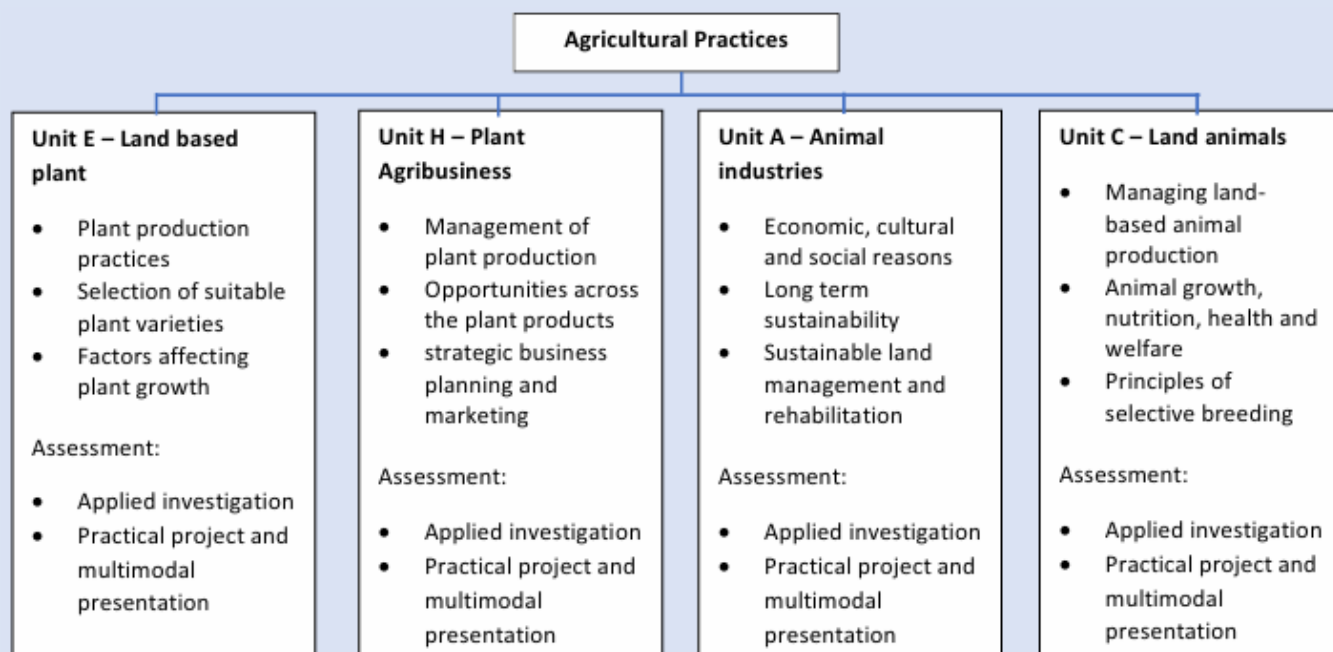 Agricultural Practices
Unit E – Land based
plant
• Plant production
practices
• Selection of suitable
plant varieties
• Factors affecting
plant growth
Assessment:
• Applied investigation
• Practical project and
multimodal
presentation
Unit H – Plant
Agribusiness
• Management of
plant production
• Opportunities across
the plant products
• strategic business
planning and
marketing
Assessment:
• Applied investigation
• Practical project and
multimodal
presentation
Unit A – Animal
industries
• Economic, cultural
and social reasons
• Long term
sustainability
• Sustainable land
management and
rehabilitation
Assessment:
• Applied investigation
• Practical project and
multimodal
presentation
Unit C – Land animals
• Managing land-
based animal
production
• Animal growth,
nutrition, health and
welfare
• Principles of
selective breeding
Assessment:
• Applied investigation
• Practical project and
multimodal
presentation